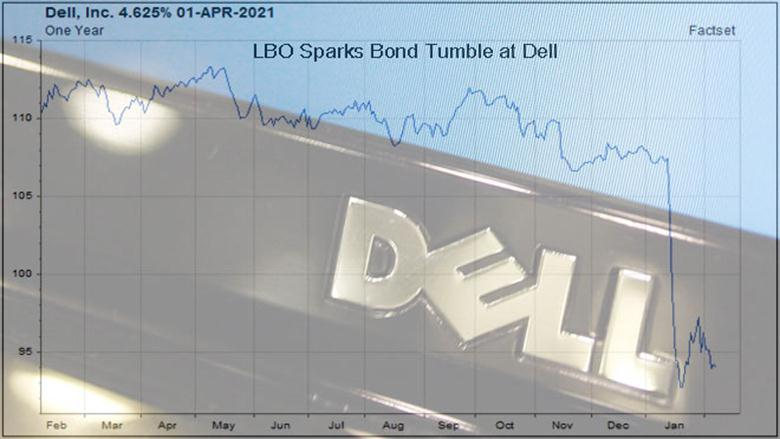 Dell, Inc. 4.625% 01-APR-2021
One Year
Factset
LBO Sparks Bond Tumble at Dell
115
110
105
100
95
DELL
Feb Mar Apr May Jun Jul Aug Sep Oct Nov Dec Jan